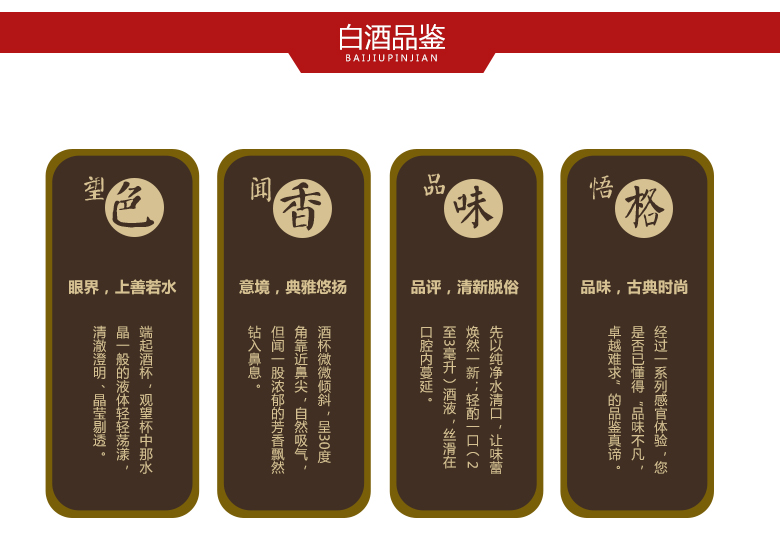 白酒品鉴
BAIJIUPINJIAN
望色
眼界，上善若水
端起酒杯，观望杯中那水
晶一般的液体轻轻荡漾，
清澈澄明、晶莹剔透。
闻香
意境，典雅悠扬
酒杯微微倾斜，呈30度
角靠近鼻尖，自然吸气，
但闻一股浓郁的芳香飘然
钻入鼻息。
品味
品评，清新脱俗
先以纯净水清口，让味蕾
焕然一新；轻酌一口（2
至3毫升）酒液，丝滑在
口腔内蔓延。
悟格
品味，古典时尚
经过一系列感官体验，您
是否已懂得“品味不凡，
卓越难求”的品鉴真谛。